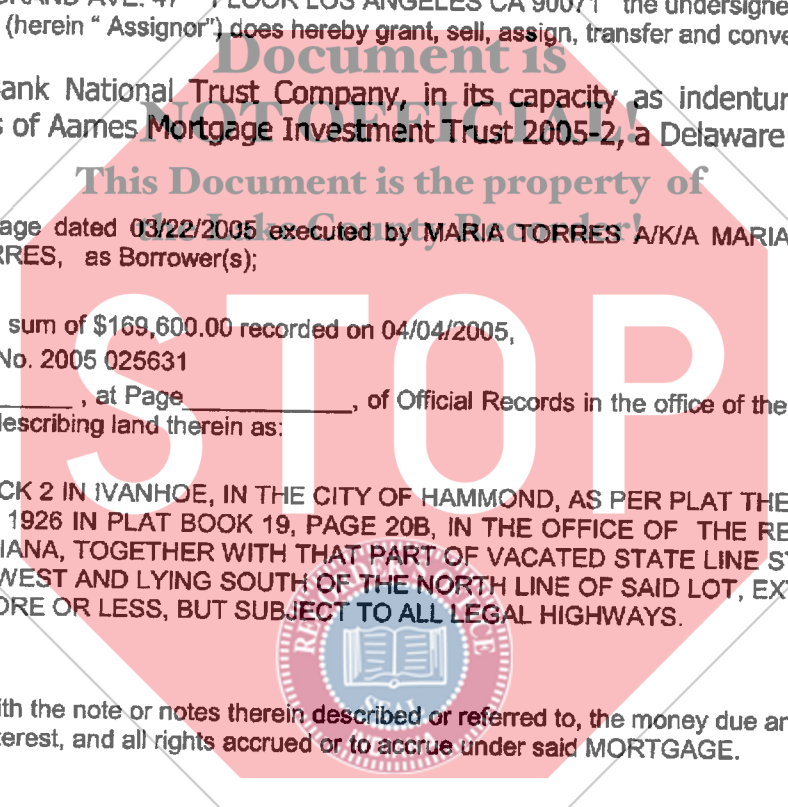 GRAND AVE. 47 FLOOR LOS ANGELES CA 90071 the undersigne
(herein " Assignor") does hereby grant, sell, assign, transfer and conve
Document is
ank National Trust Company, in its capacity as indentur
NOT OFFICIAL!
s of Aames Mortgage Investment Trust 2005-2, a Delaware
This Document is the property of
the Lake County Recorder!
age dated 03/22/2005 executed by MARIA TORRES A/K/A MARIA
RRES, as Borrower(s);
sum of $169,600.00 recorded on 04/04/2005,
No. 2005 025631
_______ , at Page____________, of Official Records in the office of the
describing land therein as:
STOP
CK 2 IN IVANHOE, IN THE CITY OF HAMMOND, AS PER PLAT THE
1926 IN PLAT BOOK 19, PAGE 20B, IN THE OFFICE OF THE RE
IANA, TOGETHER WITH THAT PART OF VACATED STATE LINE S
WEST AND LYING SOUTH OF THE NORTH LINE OF SAID LOT, EX
ORE OR LESS, BUT SUBJECT TO ALL LEGAL HIGHWAYS.
SEAL
ith the note or notes therein described or referred to, the money due an
terest, and all rights accrued or to accrue under said MORTGAGE.